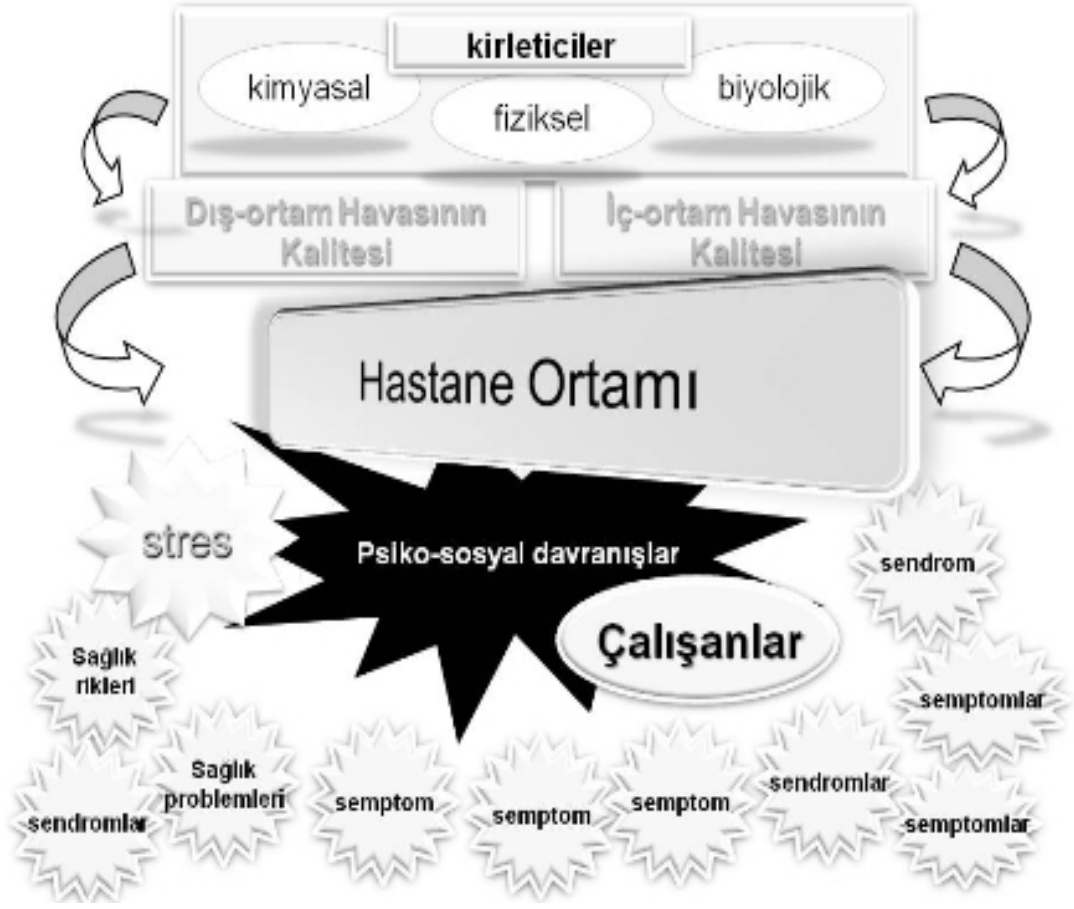 kirleticiler
kimyasal
fiziksel
biyolojik
Dış-ortam Havasının
Kalitesi
İç-ortam Havasının
Kalitesi
Hastane Ortamı
stres
Psiko-sosyal davranışlar
sendrom
Çalışanlar
Sağlık
rikleri
semptomlar
Sağlık
problemleri
sendromlar
semptom
semptom
semptom
sendromlar
semptomlar